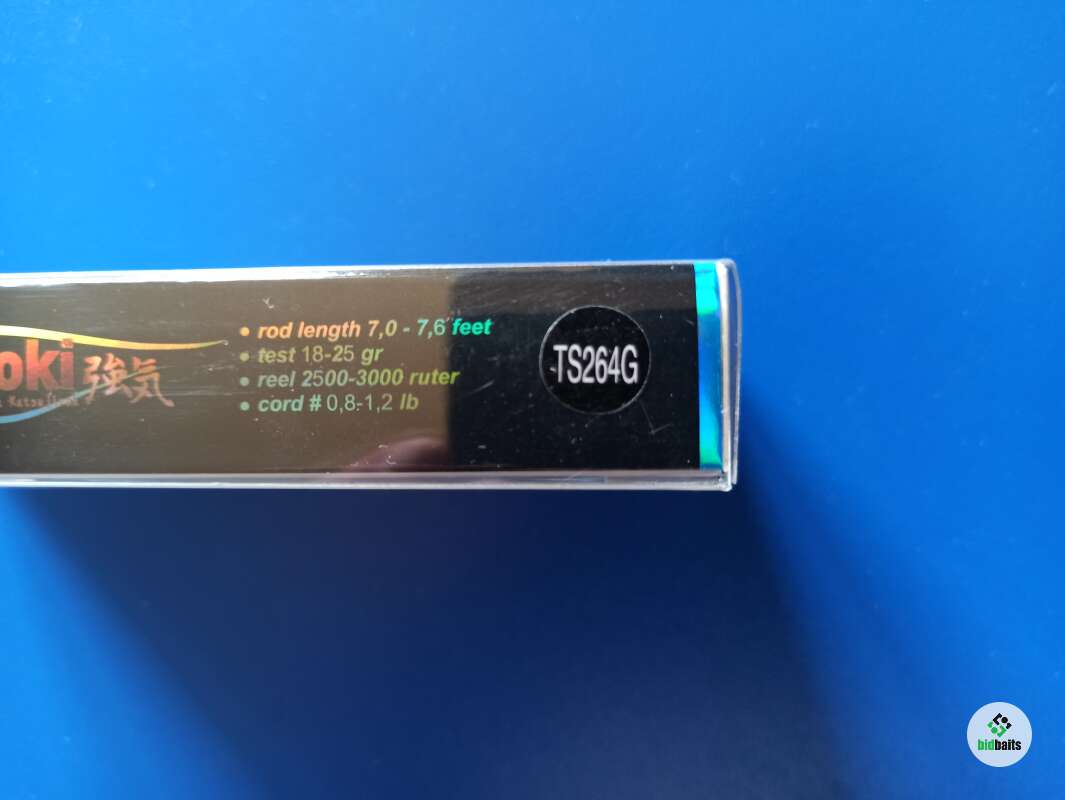 oki 強気
Katsu
• rod length 7,0 - 7,6 feet
• test 18-25 gr
• reel 2500-3000 ruter
• cord # 0,8-1,2 lb
TS264G
bidbaits